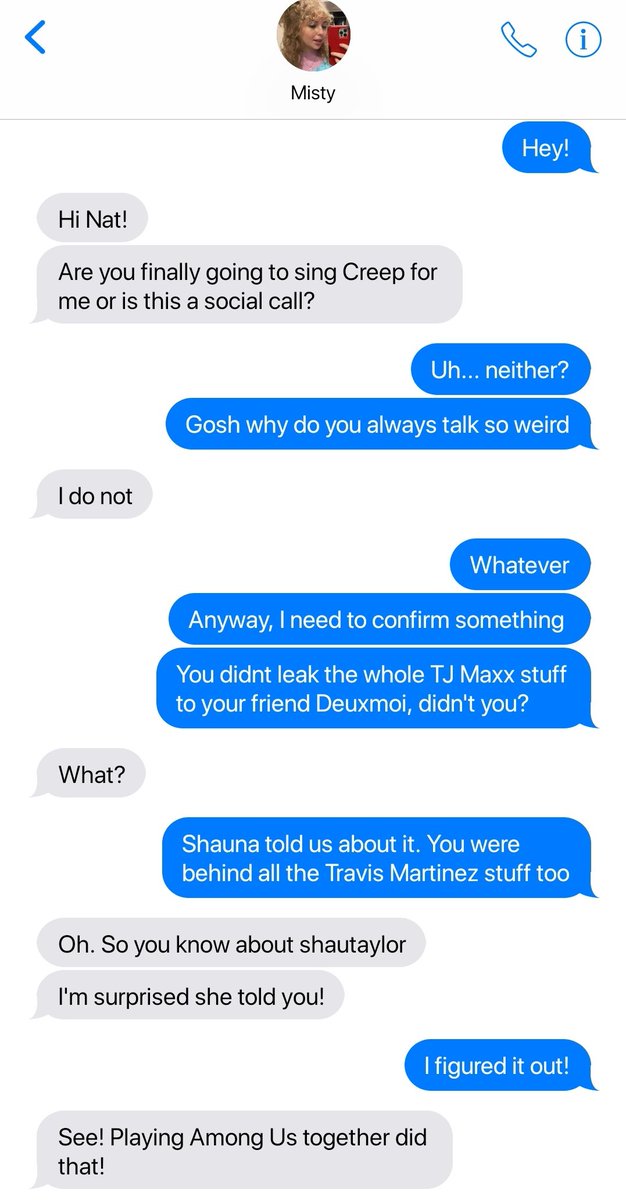 Misty
Hey!
Hi Nat!
Are you finally going to sing Creep for
me or is this a social call?
Uh... neither?
Gosh why do you always talk so weird
I do not
Whatever
Anyway, I need to confirm something
You didnt leak the whole TJ Maxx stuff
to your friend Deuxmoi, didn't you?
What?
Shauna told us about it. You were
behind all the Travis Martinez stuff too
Oh. So you know about shautaylor
I'm surprised she told you!
I figured it out!
See! Playing Among Us together did
that!